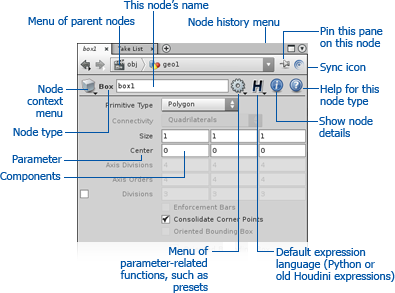 This node's name
Menu of parent nodes
Node history menu
Pin this pane
on this node
box1
Take List
obj
geo1
Sync icon
Node
context
menu
Box
box1
H
Help for this
node type
Node type
Primitive Type
Polygon
Connectivity
Quadrilaterals
Show node
details
Size
1
1
1
Parameter
Center
0
0
0
Components
Axis Divisions
4
4
4
Axis Orders
4
4
4
Divisions
3
3
3
Enforcement Bars
Consolidate Corner Points
Oriented Bounding Box
Menu of
parameter-related
functions, such as
presets
Default expression
language (Python or
old Houdini expressions)